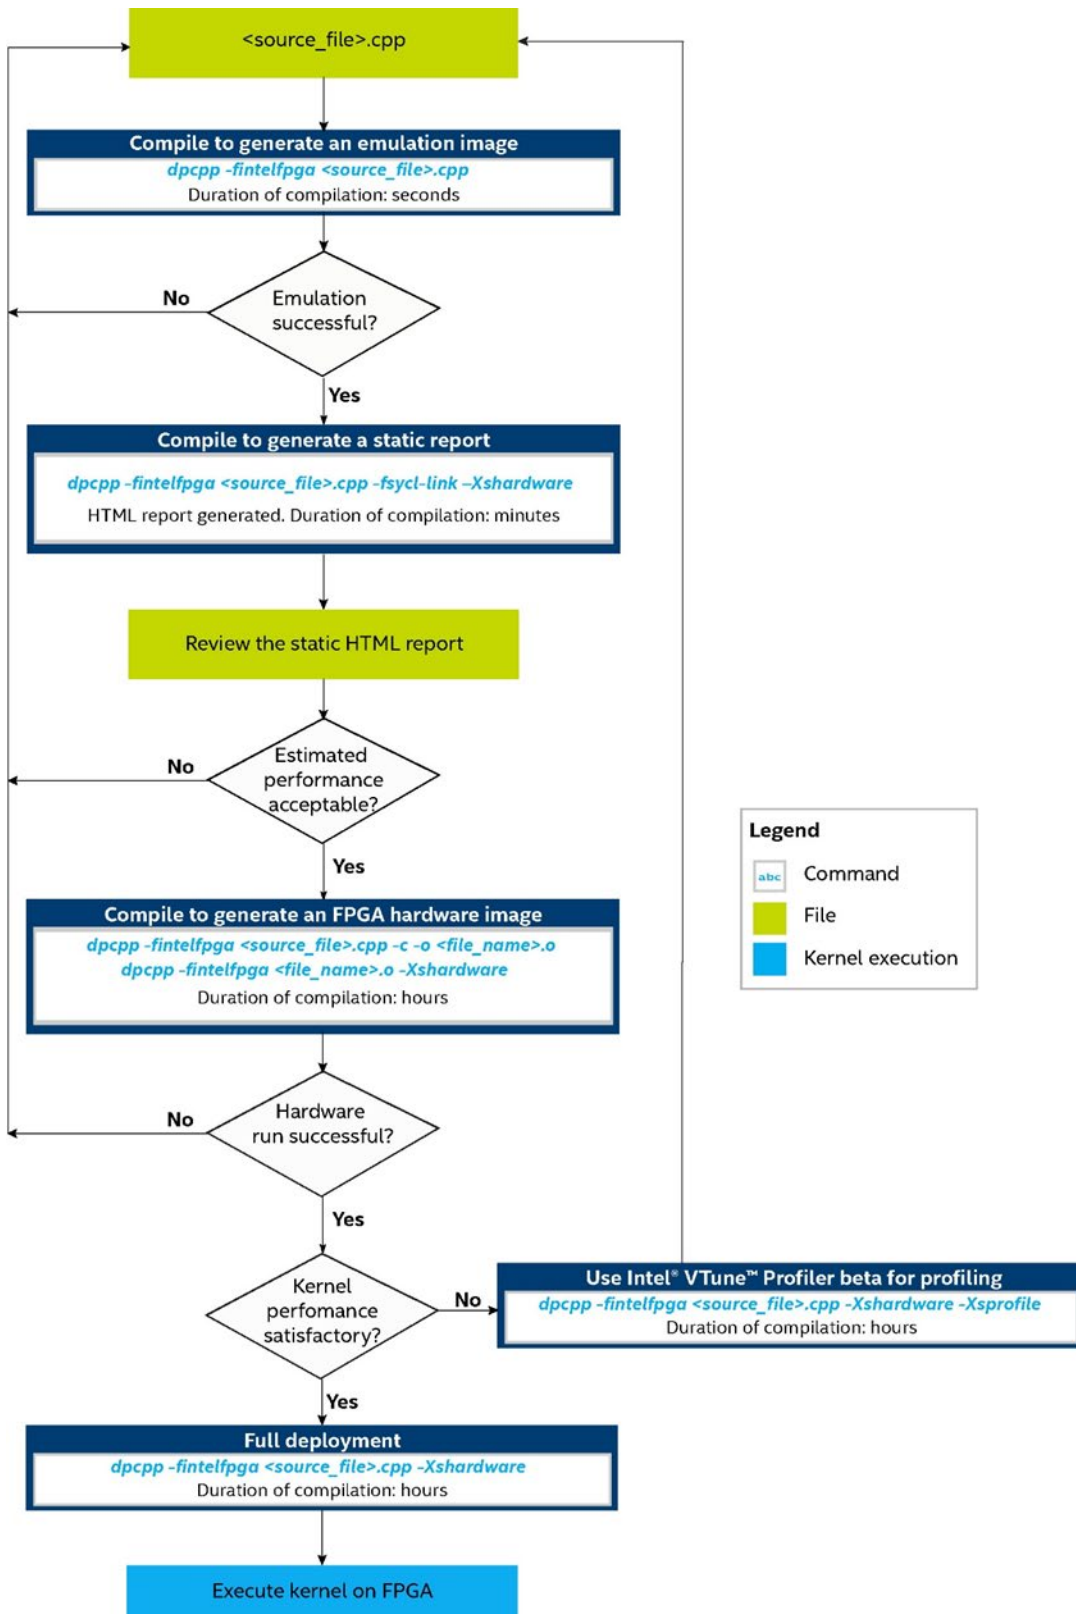 <source_file>.cpp
Compile to generate an emulation image
dpcpp -fintelfpga <source_file>.cpp
Duration of compilation: seconds
No
Emulation
successful?
Yes
Compile to generate a static report
dpcpp -fintelfpga <source_file>.cpp -fsycl-link –Xshardware
HTML report generated. Duration of compilation: minutes
Review the static HTML report
No
Estimated
performance
acceptable?
Yes
Legend
abc Command
File
Kernel execution
Compile to generate an FPGA hardware image
dpcpp -fintelfpga <source_file>.cpp -c -o <file_name>.o
dpcpp -fintelfpga <file_name>.o -Xshardware
Duration of compilation: hours
No
Hardware
run successful?
Yes
Kernel
perfomance
satisfactory?
No
Use Intel® VTune™ Profiler beta for profiling
dpcpp -fintelfpga <source_file>.cpp -Xshardware -Xsprofile
Duration of compilation: hours
Yes
Full deployment
dpcpp -fintelfpga <source_file>.cpp –Xshardware
Duration of compilation: hours
Execute kernel on FPGA